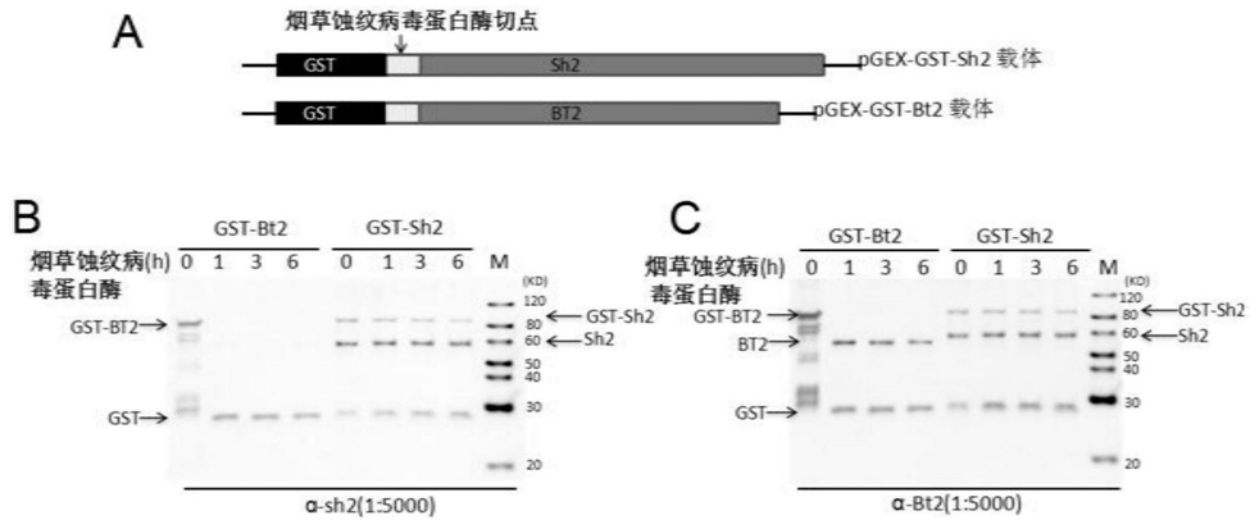 A
烟草蚀纹病毒蛋白酶切点
GST Sh2 pGEX-GST-Sh2 载体
GST BT2 pGEX-GST-Bt2 载体
B
GST-Bt2 GST-Sh2
烟草蚀纹病(h) 0 1 3 6 0 1 3 6 M
毒蛋白酶
(KD)
120
GST-BT2 80 GST-Sh2
60 Sh2
50
40
GST 30
20
α-sh2(1:5000)
C
GST-Bt2 GST-Sh2
烟草蚀纹病(h) 0 1 3 6 0 1 3 6 M
毒蛋白酶
(KD)
120
GST-BT2 80 GST-Sh2
BT2 60 Sh2
50
40
GST 30
20
α-Bt2(1:5000)